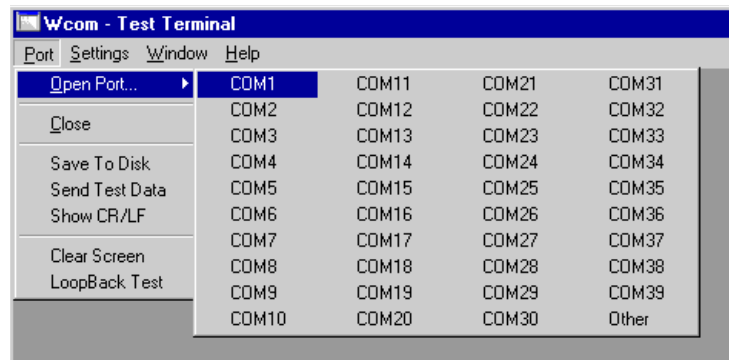 Wcom - Test Terminal
Port Settings Window Help
Open Port...
Close
Save To Disk
Send Test Data
Show CR/LF
Clear Screen
LoopBack Test
COM1 COM11 COM21 COM31
COM2 COM12 COM22 COM32
COM3 COM13 COM23 COM33
COM4 COM14 COM24 COM34
COM5 COM15 COM25 COM35
COM6 COM16 COM26 COM36
COM7 COM17 COM27 COM37
COM8 COM18 COM28 COM38
COM9 COM19 COM29 COM39
COM10 COM20 COM30 Other